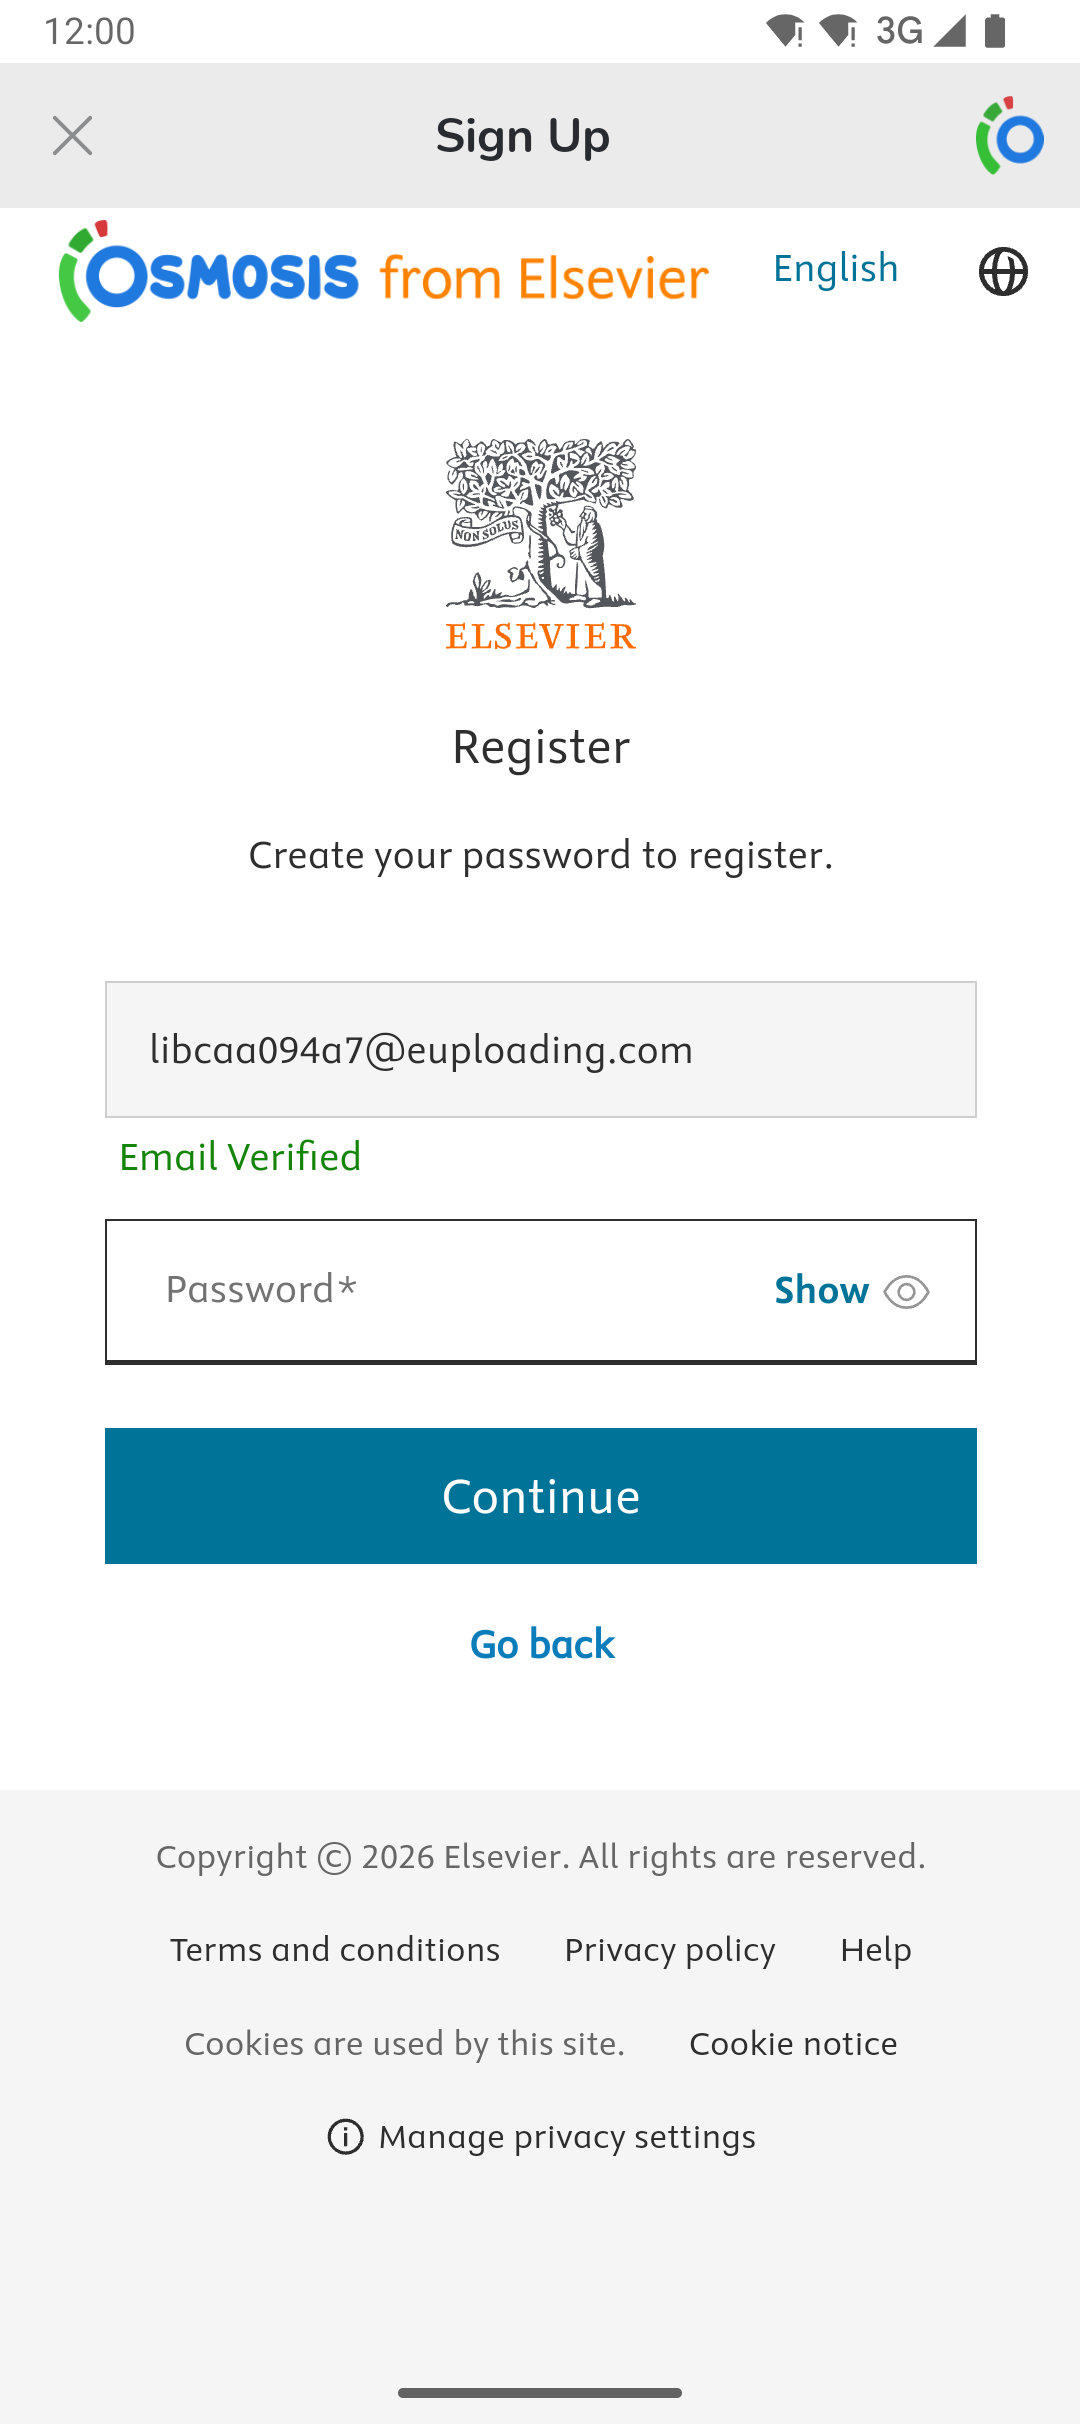 12:00
3G
Sign Up
OSMOSIS from Elsevier
English
NON SOLUS
ELSEVIER
Register
Create your password to register.
libcaa094a7@euploading.com
Email Verified
Password*
Show
Continue
Go back
Copyright © 2026 Elsevier. All rights are reserved.
Terms and conditions Privacy policy Help
Cookies are used by this site. Cookie notice
Manage privacy settings